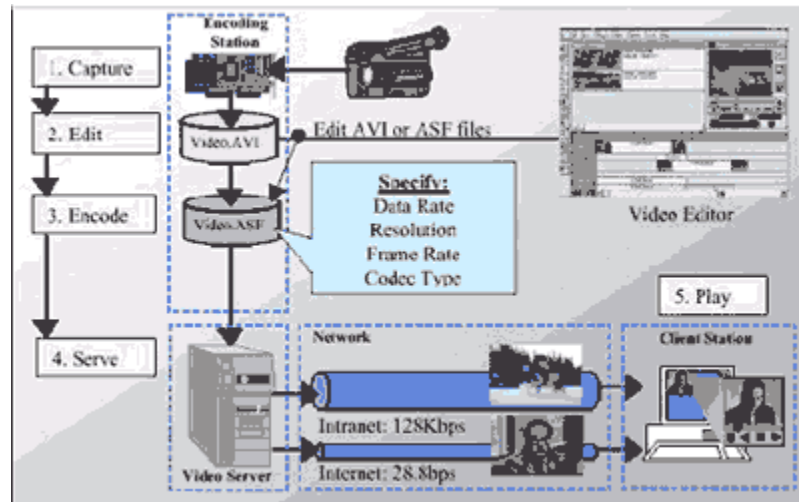 Encoding
Station
1. Capture
2. Edit
Video.AVI
Edit AVI or ASF files
Specify:
Data Rate
Resolution
Frame Rate
Codec Type
3. Encode
Video.ASF
Video Editor
5. Play
4. Serve
Network
Client Station
Intranet: 128Kbps
Video Server
Internet: 28.8bps